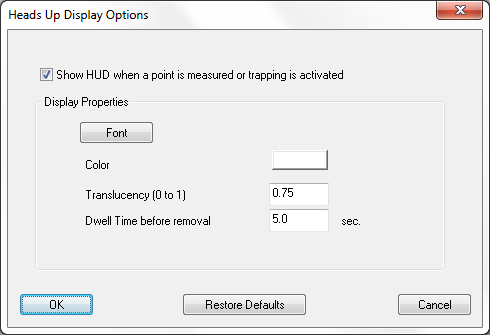 Heads Up Display Options
Show HUD when a point is measured or trapping is activated
Display Properties
Font
Color
Translucency (0 to 1) 0.75
Dwell Time before removal 5.0 sec.
OK Restore Defaults Cancel